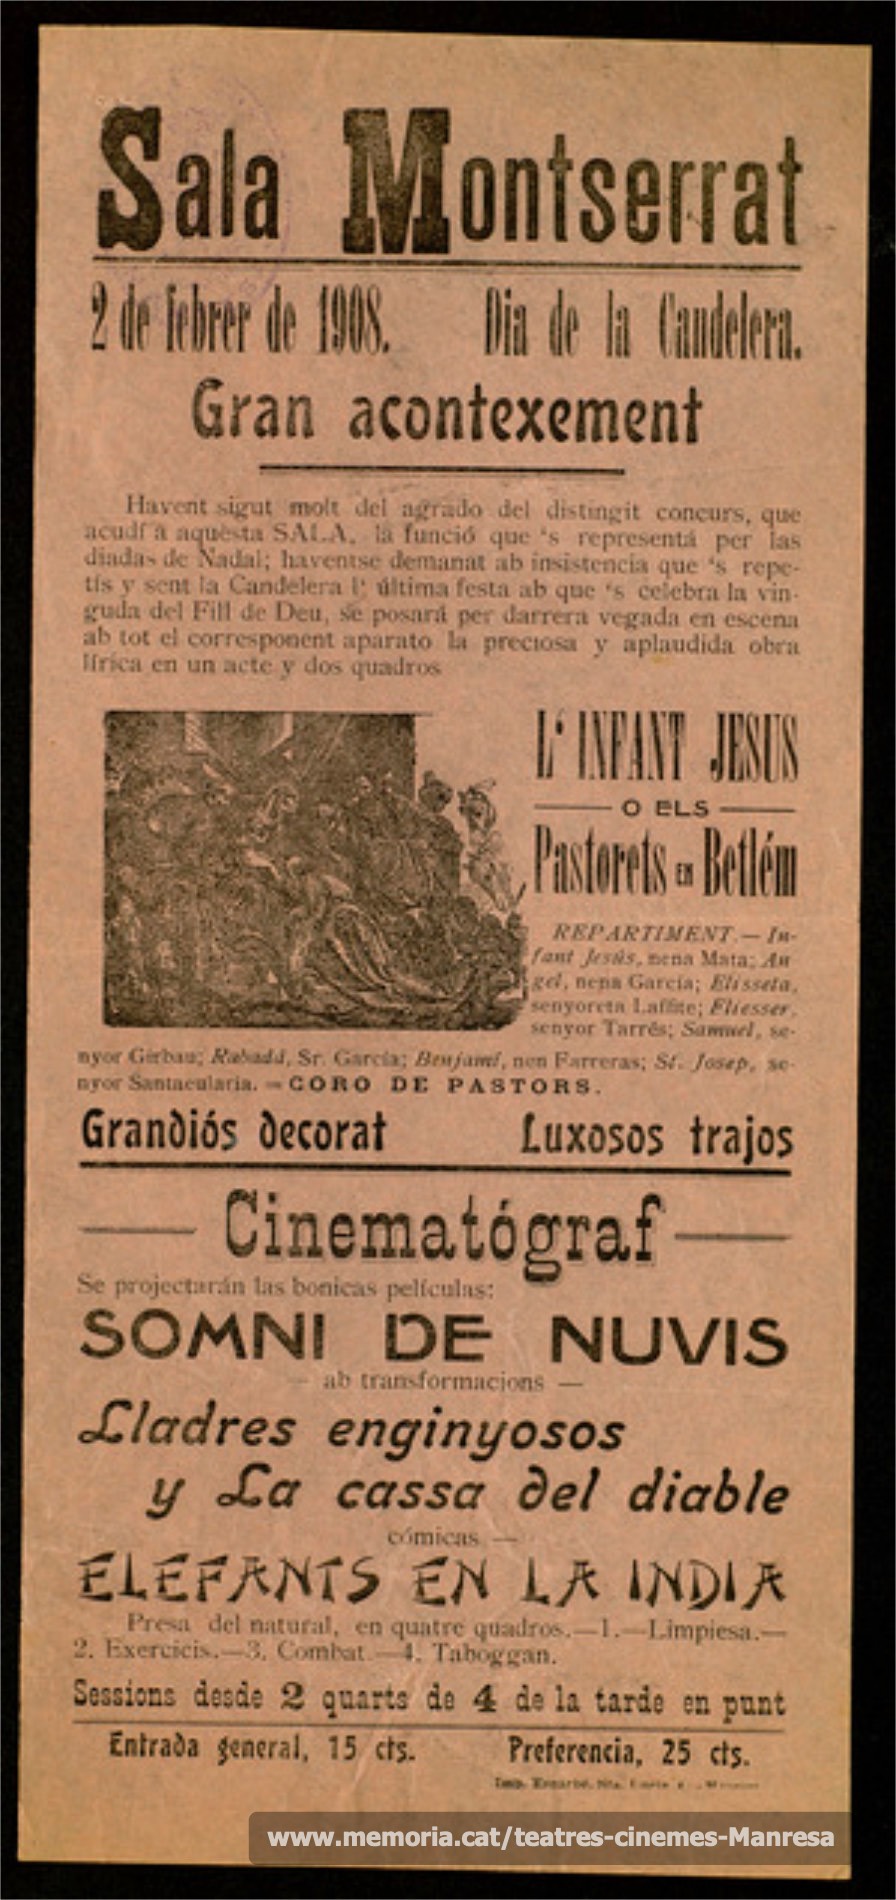 Sala Montserrat
2 de febrer de 1908. Dia de la Candelera.
Gran acontexement
Havent sigut molt del agrado del distingit concurs, que
acudí á aquesta SALA, la funció que 's representá per las
diadas de Nadal; haventse demanat ab insistencia que 's repe-
tís y sent la Candelera l' última festa ab que 's celebra la vin-
guda del Fill de Deu, se posará per darrera vegada en escena
ab tot el corresponent aparato la preciosa y aplaudida obra
lírica en un acte y dos quadros
L' INFANT JESUS
O ELS
Pastorets EN Betlém
REPARTIMENT.—In-
fant Jesús, nena Mata; An-
gel, nena García; Elisseta,
senyoreta Laffite; Eliesser,
senyor Tarrés; Samuel, se-
nyor Girbau; Rabadá, Sr. García; Benjamí, nen Farreras; St. Josep, se-
nyor Santacularia. — CORO DE PASTORS.
Grandiós decorat Luxosos trajos
Cinematógraf
Se projectarán las bonicas películas:
SOMNI DE NUVIS
— ab transformacions —
Lladres enginyosos
y La cassa del diable
cómicas —
ELEFANTS EN LA INDIA
Presa del natural, en quatre quadros.—1.—Limpiesa.—
2. Exercicis.—3. Combat.—4. Taboggan.
Sessions desde 2 quarts de 4 de la tarde en punt
Entrada general, 15 cts. Preferencia, 25 cts.
Imp. Esparbé,
www.memoria.cat/teatres-cinemes-Manresa